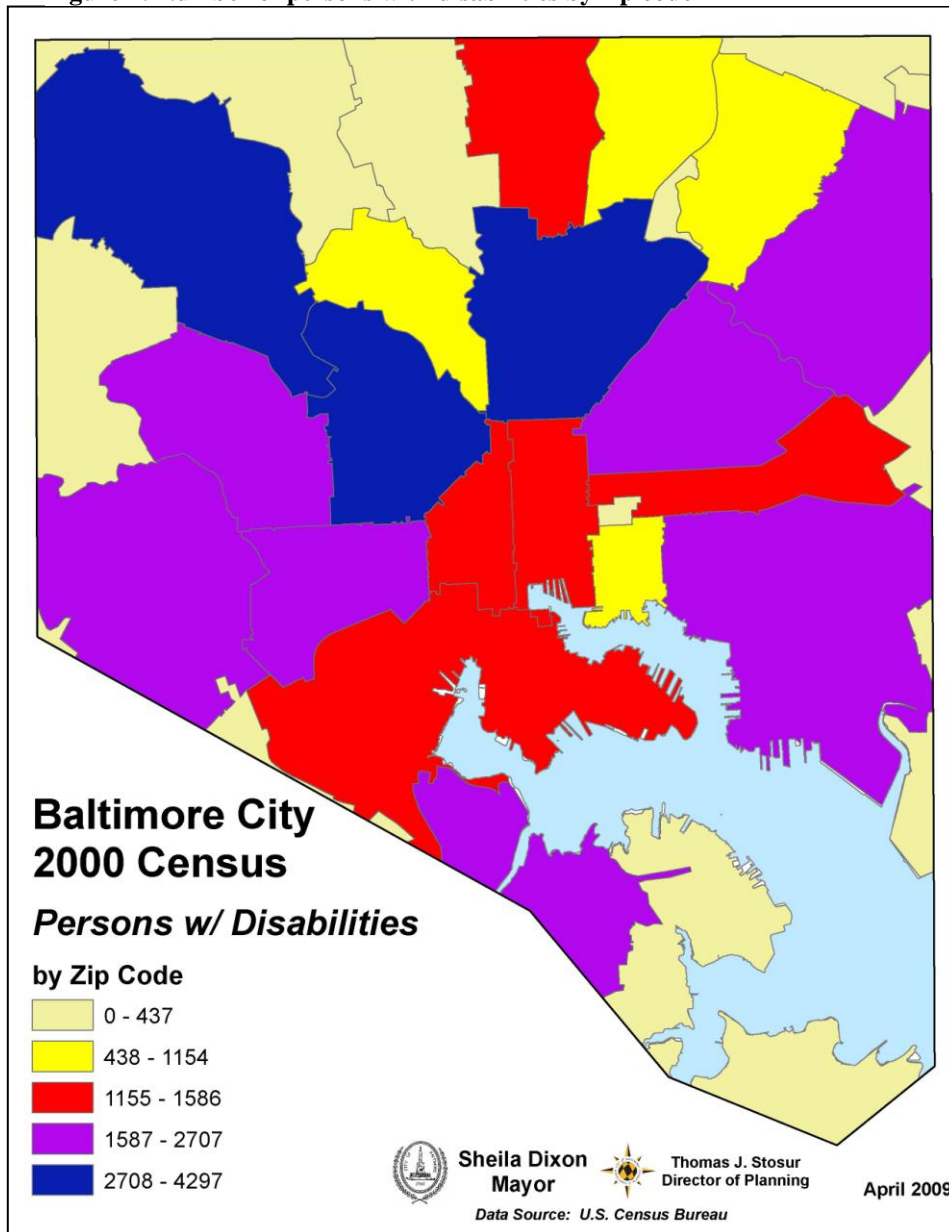 Baltimore City
2000 Census
Persons w/ Disabilities
by Zip Code
0 - 437
438 - 1154
1155 - 1586
1587 - 2707
2708 - 4297
Sheila Dixon
Mayor
Thomas J. Stosur
Director of Planning
April 2009
Data Source: U.S. Census Bureau